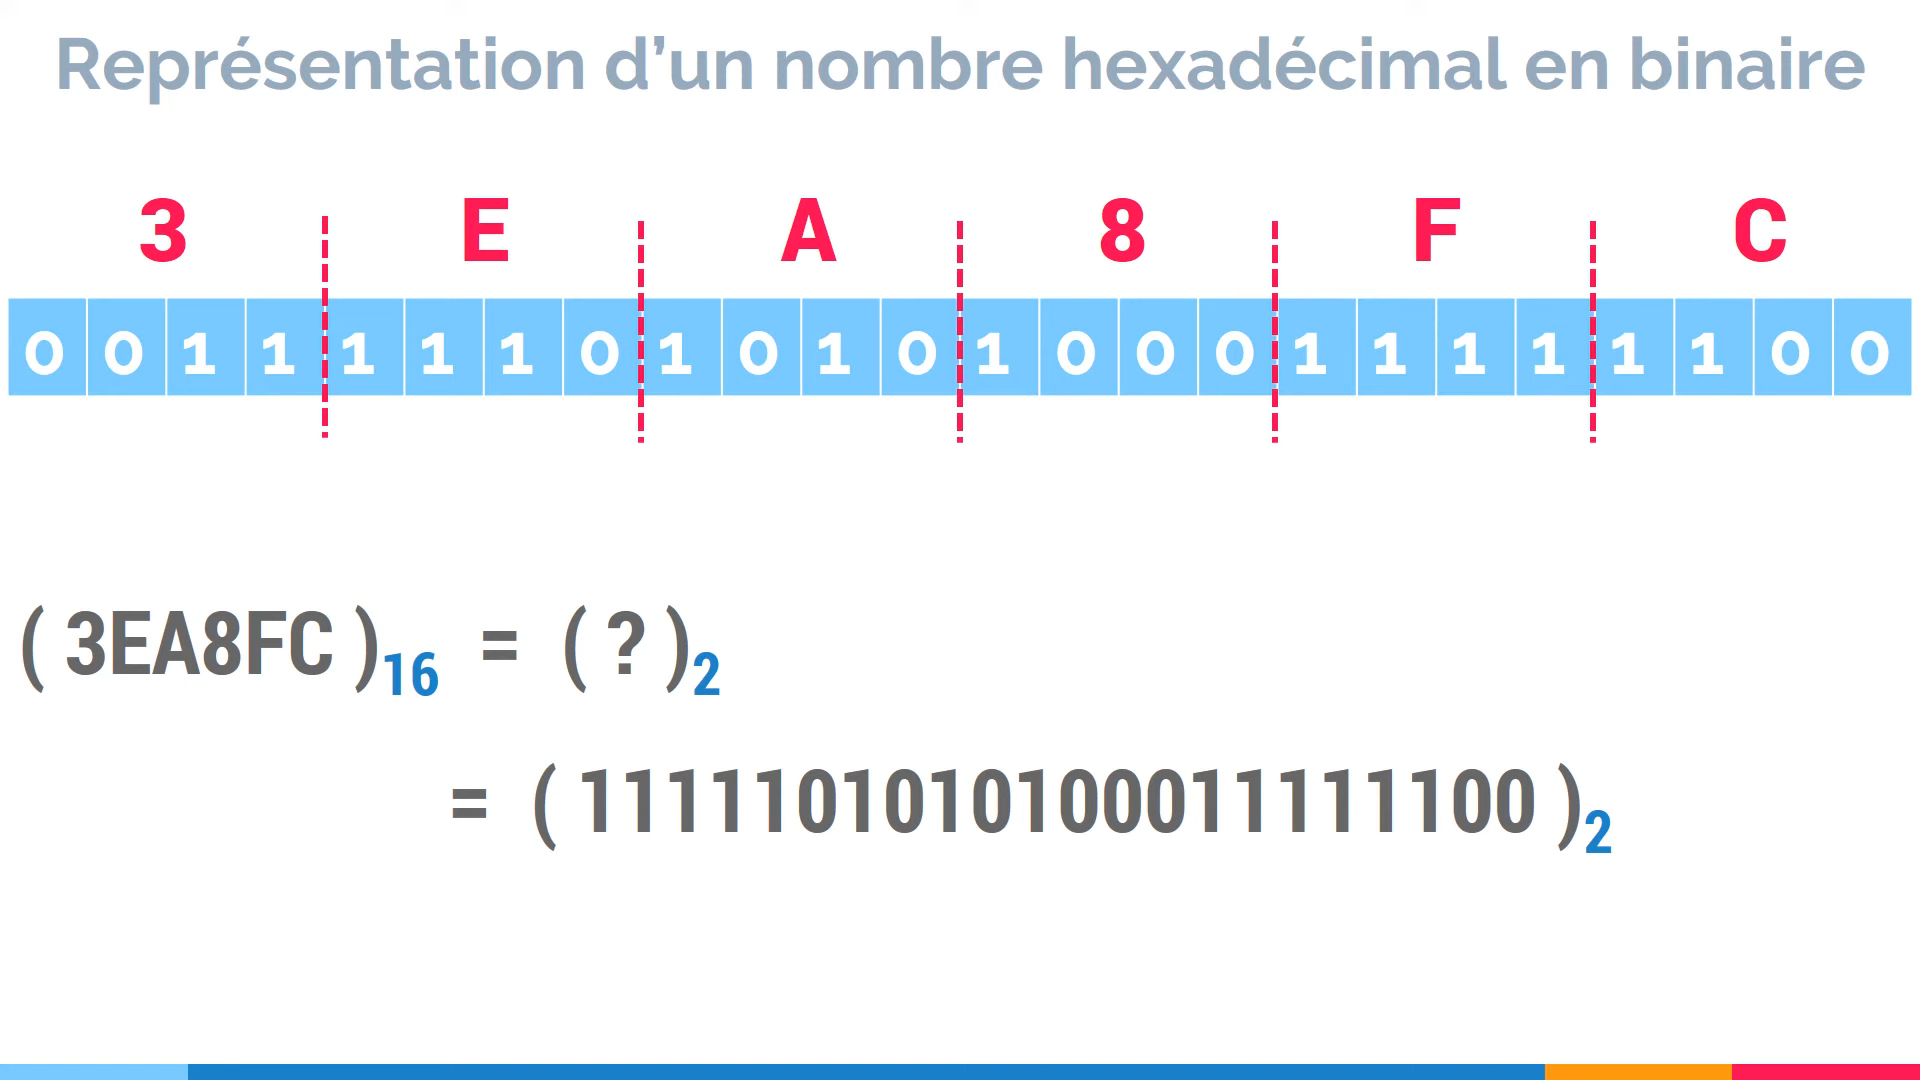 Représentation d’un nombre hexadécimal en binaire
3 E A 8 F C
0 0 1 1 1 1 1 0 1 0 1 0 1 0 0 0 1 1 1 1 1 1 0 0
( 3EA8FC )16 = ( ? )2
= ( 1111101010100011111100 )2